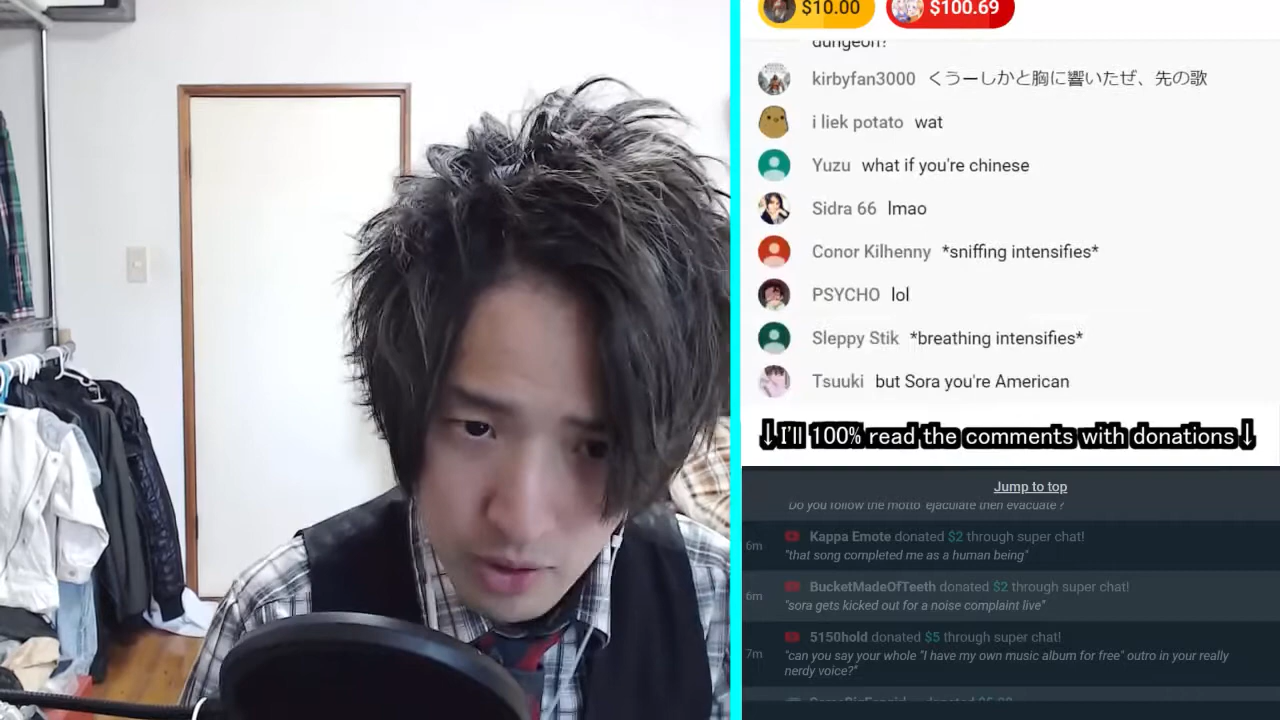 $10.00
$100.69
dungeon?
kirbyfan3000 くうーしかと胸に響いたぜ、先の歌
i liek potato wat
Yuzu what if you're chinese
Sidra 66 lmao
Conor Kilhenny *sniffing intensifies*
PSYCHO lol
Sleppy Stik *breathing intensifies*
Tsuuki but Sora you're American
↓I'll 100% read the comments with donations↓
Jump to top
"Do you follow the motto 'ejaculate then evacuate'?"
6m
Kappa Emote donated $2 through super chat!
"that song completed me as a human being"
6m
BucketMadeOfTeeth donated $2 through super chat!
"sora gets kicked out for a noise complaint live"
7m
5150hold donated $5 through super chat!
"can you say your whole "I have my own music album for free" outro in your really
nerdy voice?"